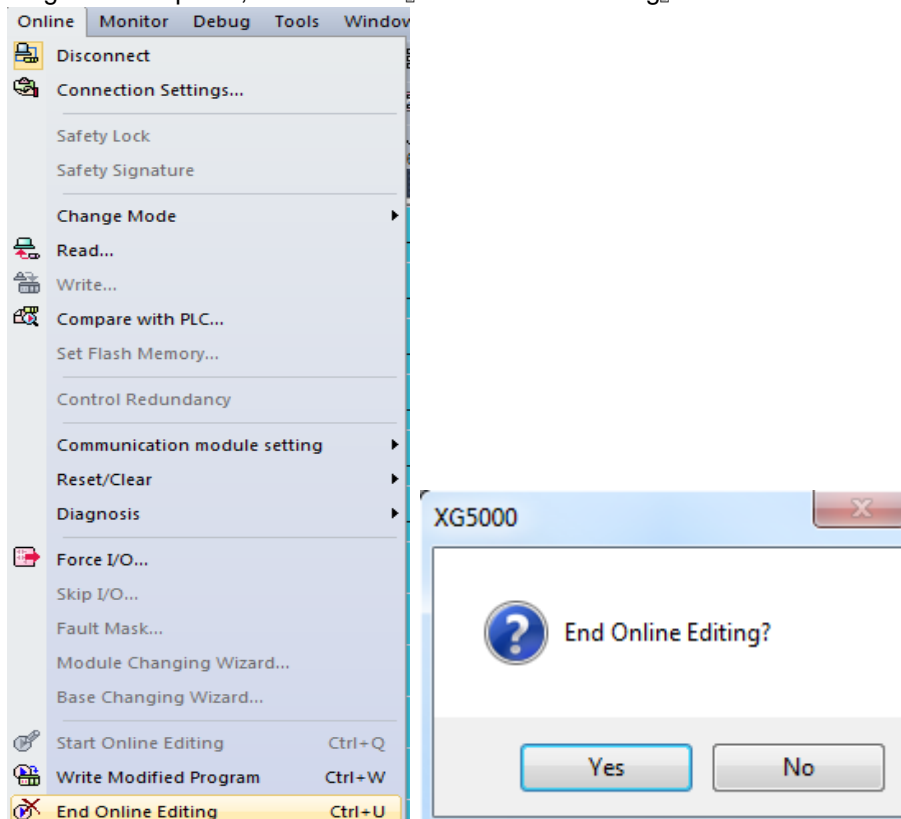 Online Monitor Debug Tools Window
Disconnect
Connection Settings...
Safety Lock
Safety Signature
Change Mode
Read...
Write...
Compare with PLC...
Set Flash Memory...
Control Redundancy
Communication module setting
Reset/Clear
Diagnosis
Force I/O...
Skip I/O...
Fault Mask...
Module Changing Wizard...
Base Changing Wizard...
Start Online Editing Ctrl+Q
Write Modified Program Ctrl+W
End Online Editing Ctrl+U
XG5000
End Online Editing?
Yes No